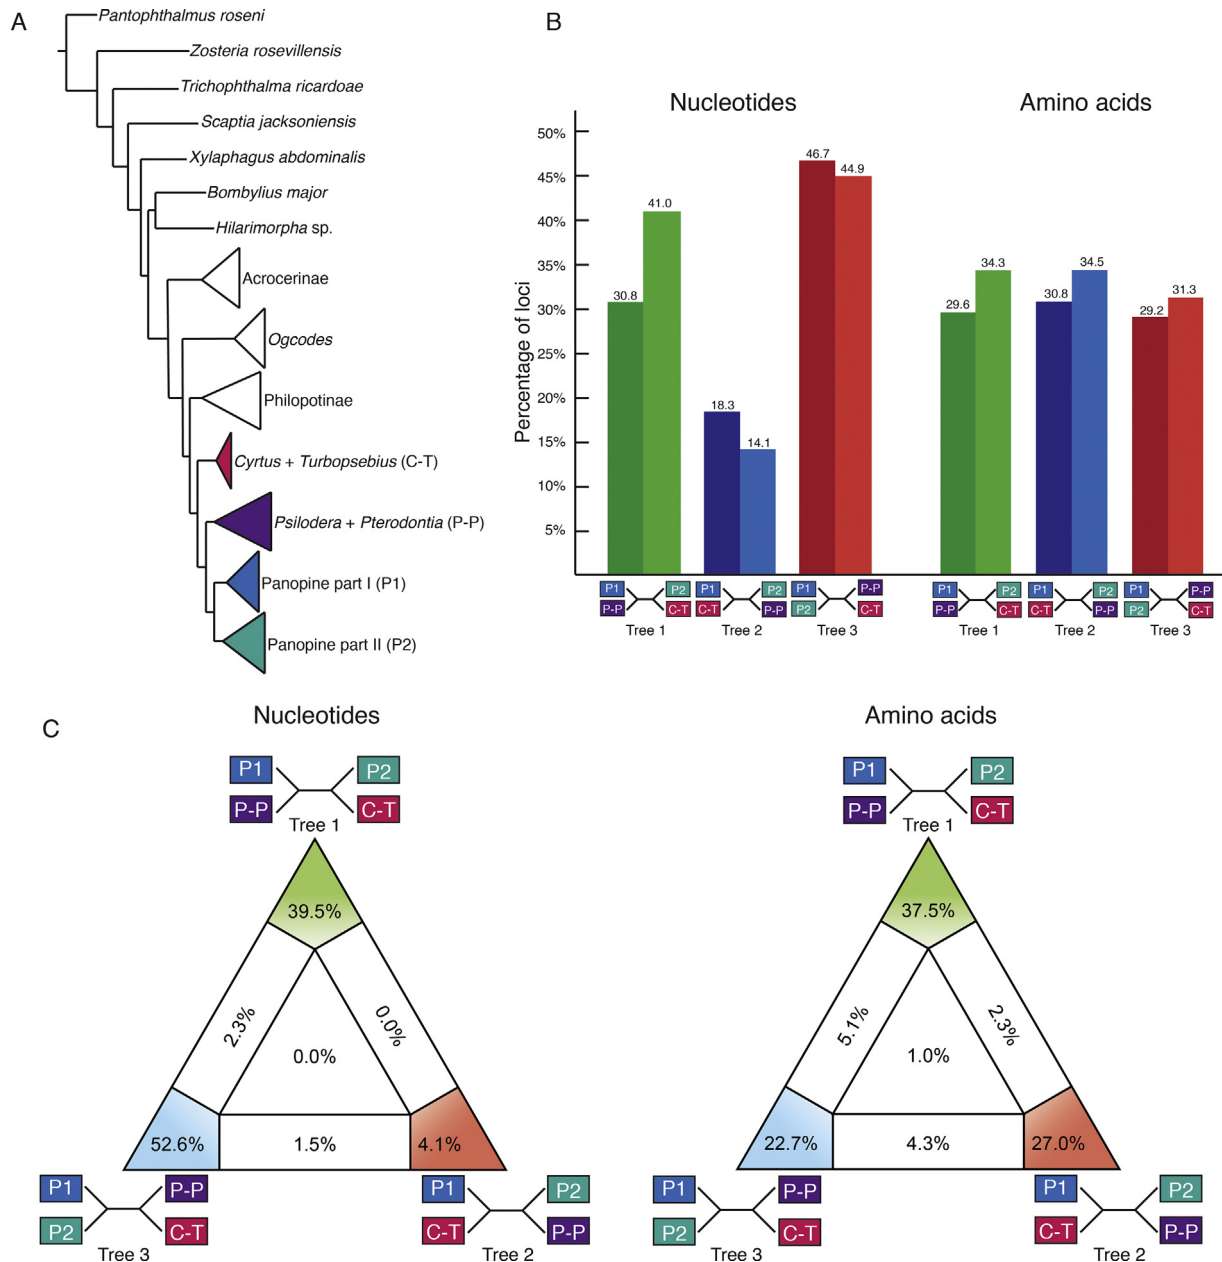 A
Pantophthalmus roseni
Zosteria rosevillensis
Trichophthalma ricardoae
Scaptia jacksoniensis
Xylaphagus abdominalis
Bombylius major
Hilarimorpha sp.
Acrocerinae
Ogcodes
Philopotinae
Cyrtus + Turbopsebius (C-T)
Psilodera + Pterodontia (P-P)
Panopine part I (P1)
Panopine part II (P2)
B
Nucleotides
Amino acids
Percentage of loci
50%
45%
40%
35%
30%
25%
20%
15%
10%
5%
30.8
41.0
18.3
14.1
46.7
44.9
29.6
34.3
30.8
34.5
29.2
31.3
P1 P2
P-P C-T
Tree 1
P1 P2
C-T P-P
Tree 2
P1 P-P
P2 C-T
Tree 3
P1 P2
P-P C-T
Tree 1
P1 P2
C-T P-P
Tree 2
P1 P-P
P2 C-T
Tree 3
C
Nucleotides
P1 P2
P-P C-T
Tree 1
39.5%
2.3%
0.0%
0.0%
52.6%
1.5%
4.1%
P1 P-P
P2 C-T
Tree 3
P1 P2
C-T P-P
Tree 2
Amino acids
P1 P2
P-P C-T
Tree 1
37.5%
5.1%
2.3%
1.0%
22.7%
4.3%
27.0%
P1 P-P
P2 C-T
Tree 3
P1 P2
C-T P-P
Tree 2